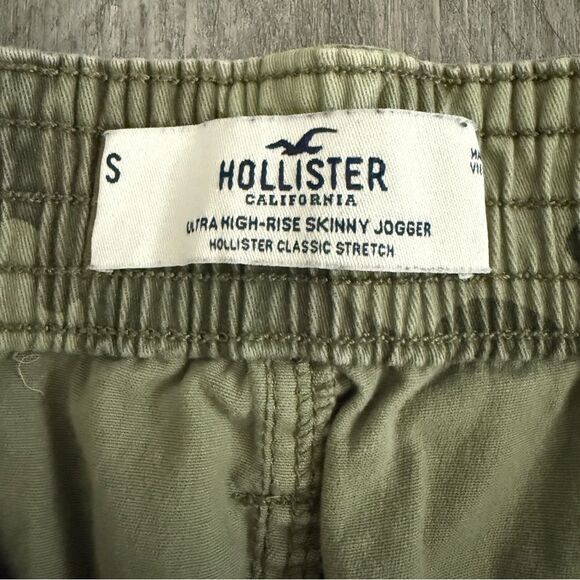 S
HOLLISTER
CALIFORNIA
ULTRA HIGH-RISE SKINNY JOGGER
HOLLISTER CLASSIC STRETCH